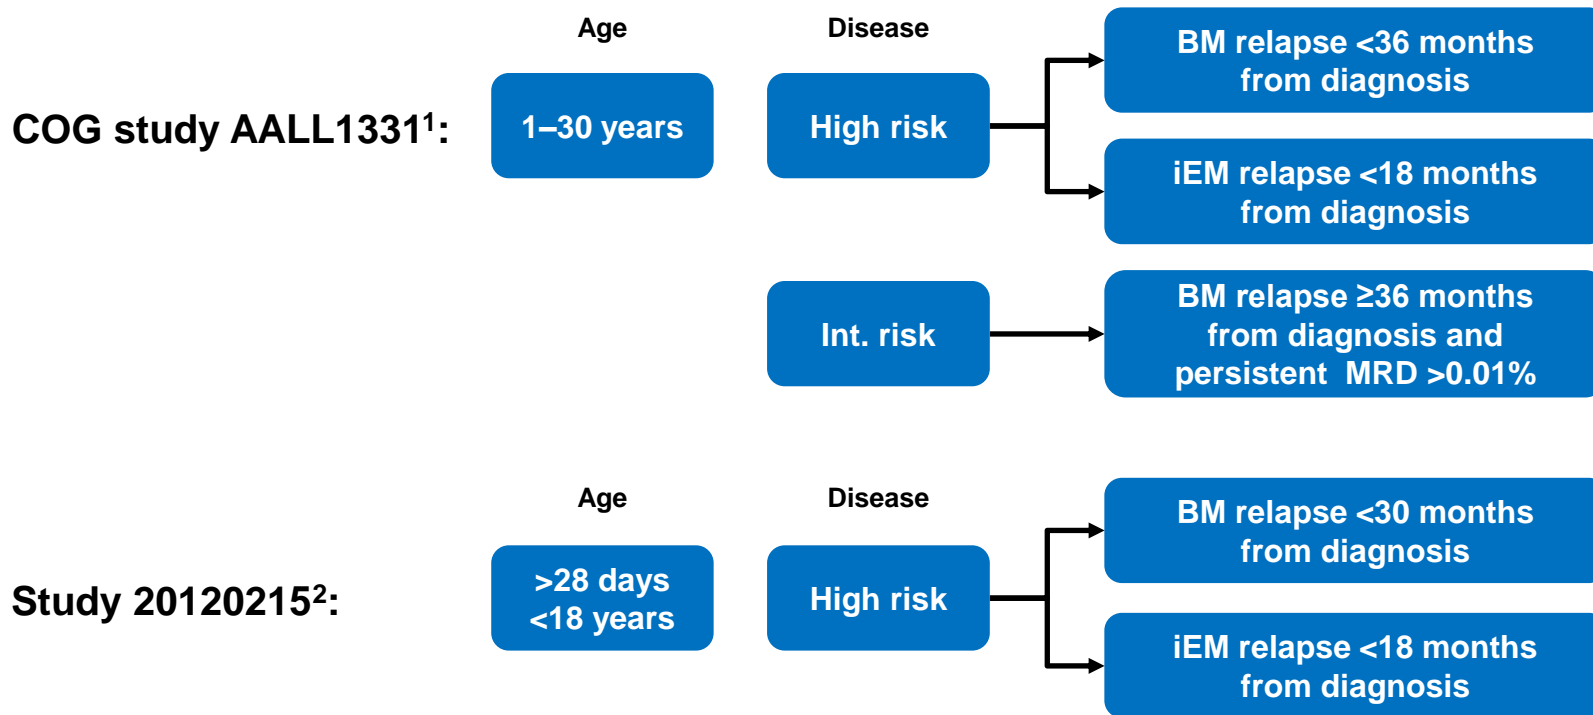 Age
Disease
COG study AALL1331¹:
1–30 years
High risk
BM relapse <36 months
from diagnosis
iEM relapse <18 months
from diagnosis
Int. risk
BM relapse ≥36 months
from diagnosis and
persistent MRD >0.01%
Age
Disease
Study 20120215²:
>28 days
<18 years
High risk
BM relapse <30 months
from diagnosis
iEM relapse <18 months
from diagnosis